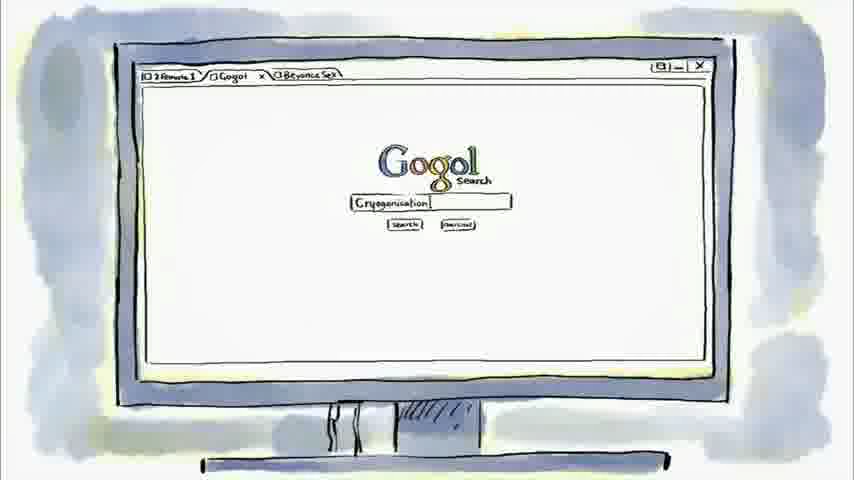 Gogol x Beyonce Sex
Gogol
search
Cryogenisation
search